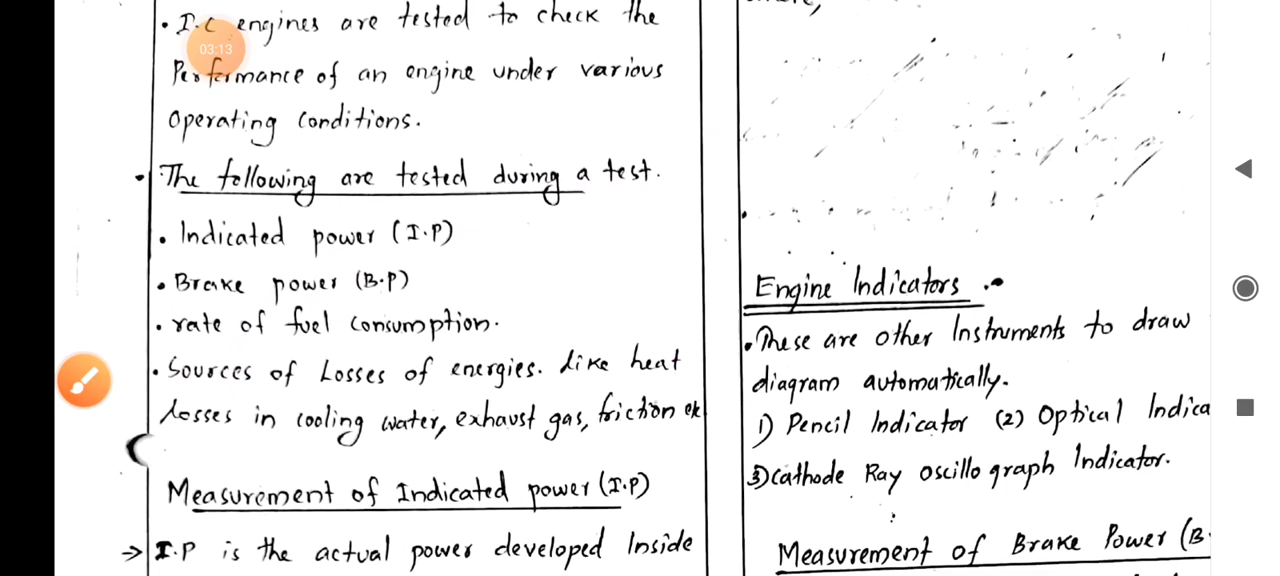 • I.C engines are tested to check the
03:13
Performance of an engine under various
Operating Conditions.
• The following are tested during a test.
• Indicated power (I.P)
• Brake power (B.P)
• rate of fuel consumption.
• Sources of Losses of energies. Like heat
Losses in cooling water, exhaust gas, friction
Measurement of Indicated power (I.P)
→ I.P is the actual power developed Inside
Engine Indicators :•
• These are other Instruments to draw
diagram automatically.
1) Pencil Indicator (2) Optical Indica
3) Cathode Ray oscillo graph Indicator.
Measurement of Brake Power (B.